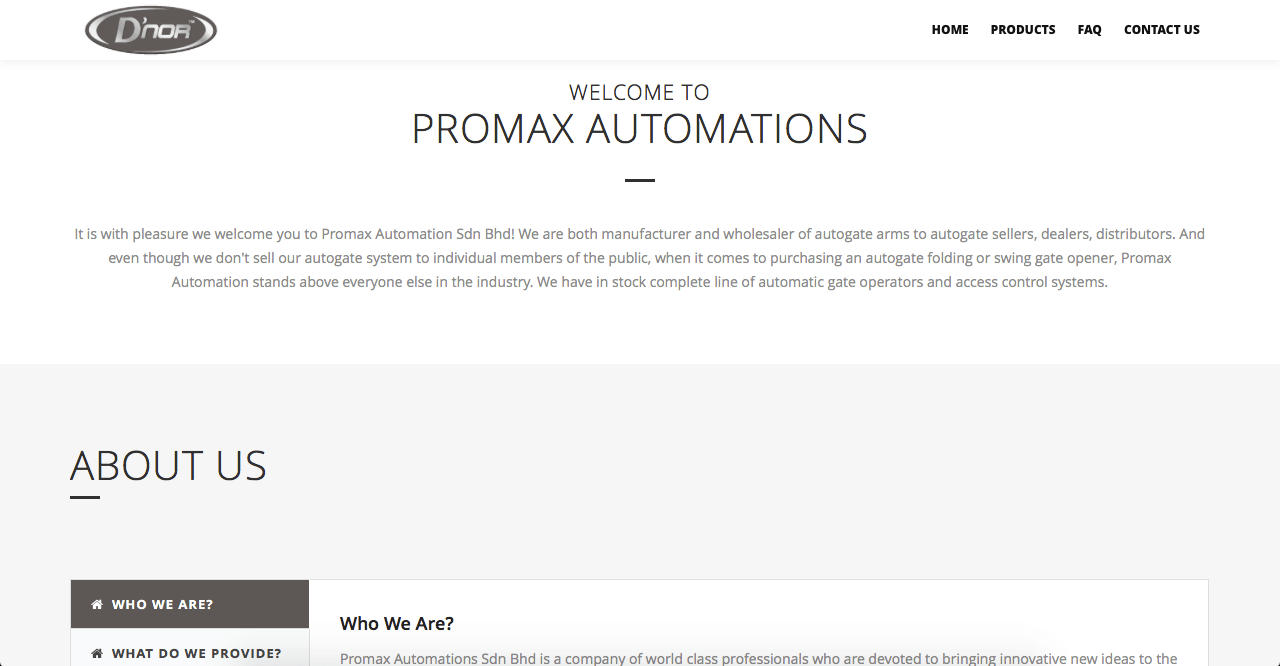 D'NOR™
HOME PRODUCTS FAQ CONTACT US
WELCOME TO
PROMAX AUTOMATIONS
It is with pleasure we welcome you to Promax Automation Sdn Bhd! We are both manufacturer and wholesaler of autogate arms to autogate sellers, dealers, distributors. And
even though we don't sell our autogate system to individual members of the public, when it comes to purchasing an autogate folding or swing gate opener, Promax
Automation stands above everyone else in the industry. We have in stock complete line of automatic gate operators and access control systems.
ABOUT US
WHO WE ARE?
WHAT DO WE PROVIDE?
Who We Are?
Promax Automations Sdn Bhd is a company of world class professionals who are devoted to bringing innovative new ideas to the